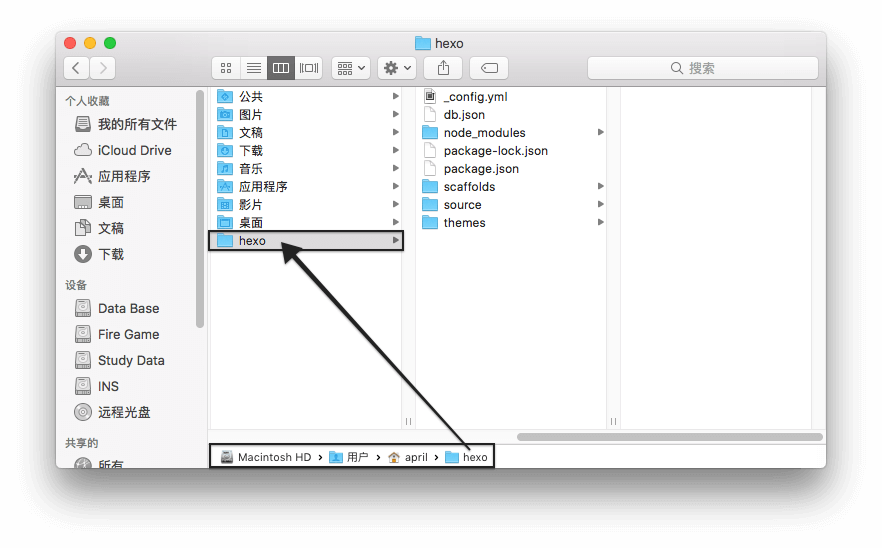 hexo
搜索
个人收藏
我的所有文件
iCloud Drive
应用程序
桌面
文稿
下载
设备
Data Base
Fire Game
Study Data
INS
远程光盘
共享的
所有
公共
图片
文稿
下载
音乐
应用程序
影片
桌面
hexo
_config.yml
db.json
node_modules
package-lock.json
package.json
scaffolds
source
themes
Macintosh HD › 用户 › april › hexo